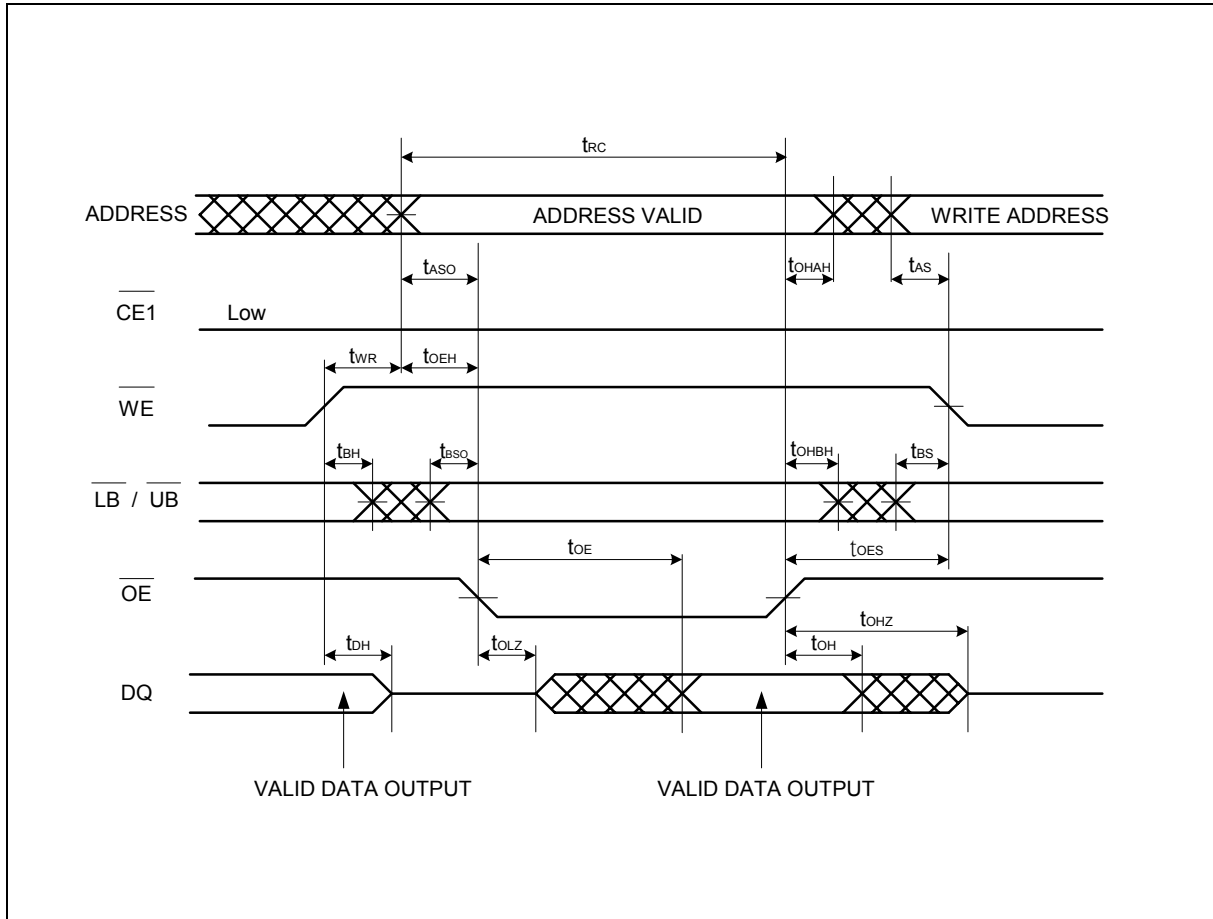 tRC
ADDRESS
ADDRESS VALID
WRITE ADDRESS
tASO
tOHAH
tAS
CE1
Low
tWR
tOEH
WE
tBH
tBSO
tOHBH
tBS
LB / UB
tOE
tOES
OE
tOHZ
tDH
tOLZ
tOH
DQ
VALID DATA OUTPUT
VALID DATA OUTPUT